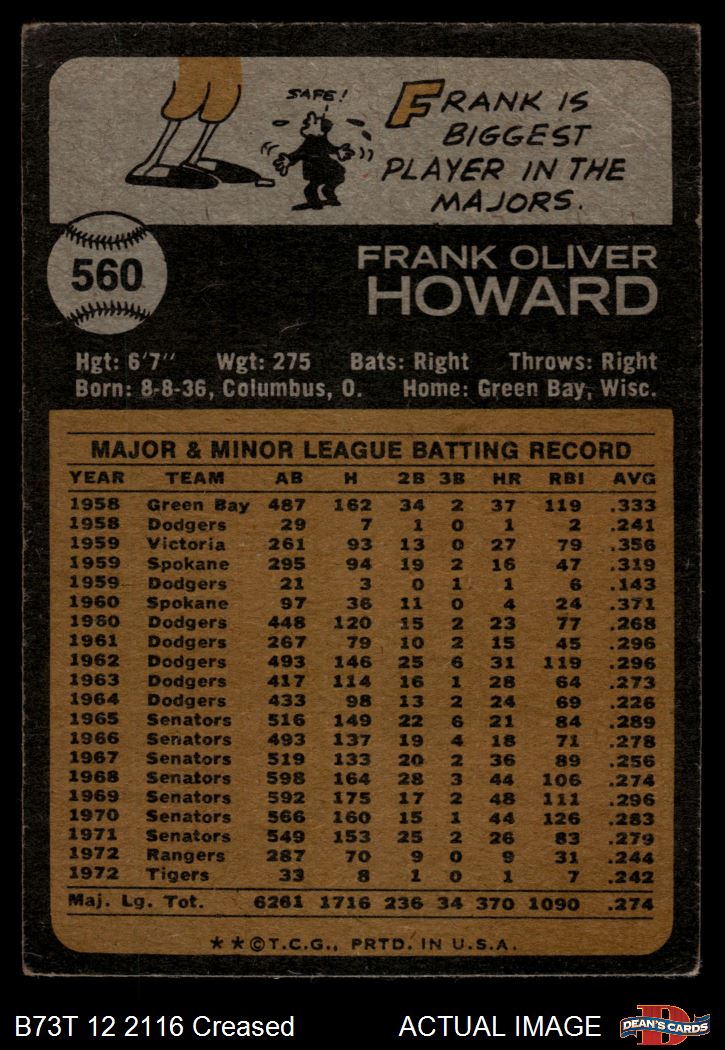 SAFE!
FRANK IS
BIGGEST
PLAYER IN THE
MAJORS.
560
FRANK OLIVER
HOWARD
Hgt: 6'7" Wgt: 275 Bats: Right Throws: Right
Born: 8-8-36, Columbus, O. Home: Green Bay, Wisc.
MAJOR & MINOR LEAGUE BATTING RECORD
YEAR TEAM AB H 2B 3B HR RBI AVG
1958 Green Bay 487 162 34 2 37 119 .333
1958 Dodgers 29 7 1 0 1 2 .241
1959 Victoria 261 93 13 0 27 79 .356
1959 Spokane 295 94 19 2 16 47 .319
1959 Dodgers 21 3 0 1 1 6 .143
1960 Spokane 97 36 11 0 4 24 .371
1960 Dodgers 448 120 15 2 23 77 .268
1961 Dodgers 267 79 10 2 15 45 .296
1962 Dodgers 493 146 25 6 31 119 .296
1963 Dodgers 417 114 16 1 28 64 .273
1964 Dodgers 433 98 13 2 24 69 .226
1965 Senators 516 149 22 6 21 84 .289
1966 Senators 493 137 19 4 18 71 .278
1967 Senators 519 133 20 2 36 89 .256
1968 Senators 598 164 28 3 44 106 .274
1969 Senators 592 175 17 2 48 111 .296
1970 Senators 566 160 15 1 44 126 .283
1971 Senators 549 153 25 2 26 83 .279
1972 Rangers 287 70 9 0 9 31 .244
1972 Tigers 33 8 1 0 1 7 .242
Maj. Lg. Tot. 6261 1716 236 34 370 1090 .274
★★©T.C.G., PRTD. IN U.S.A.
B73T 12 2116 Creased ACTUAL IMAGE
D
DEAN'S CARDS